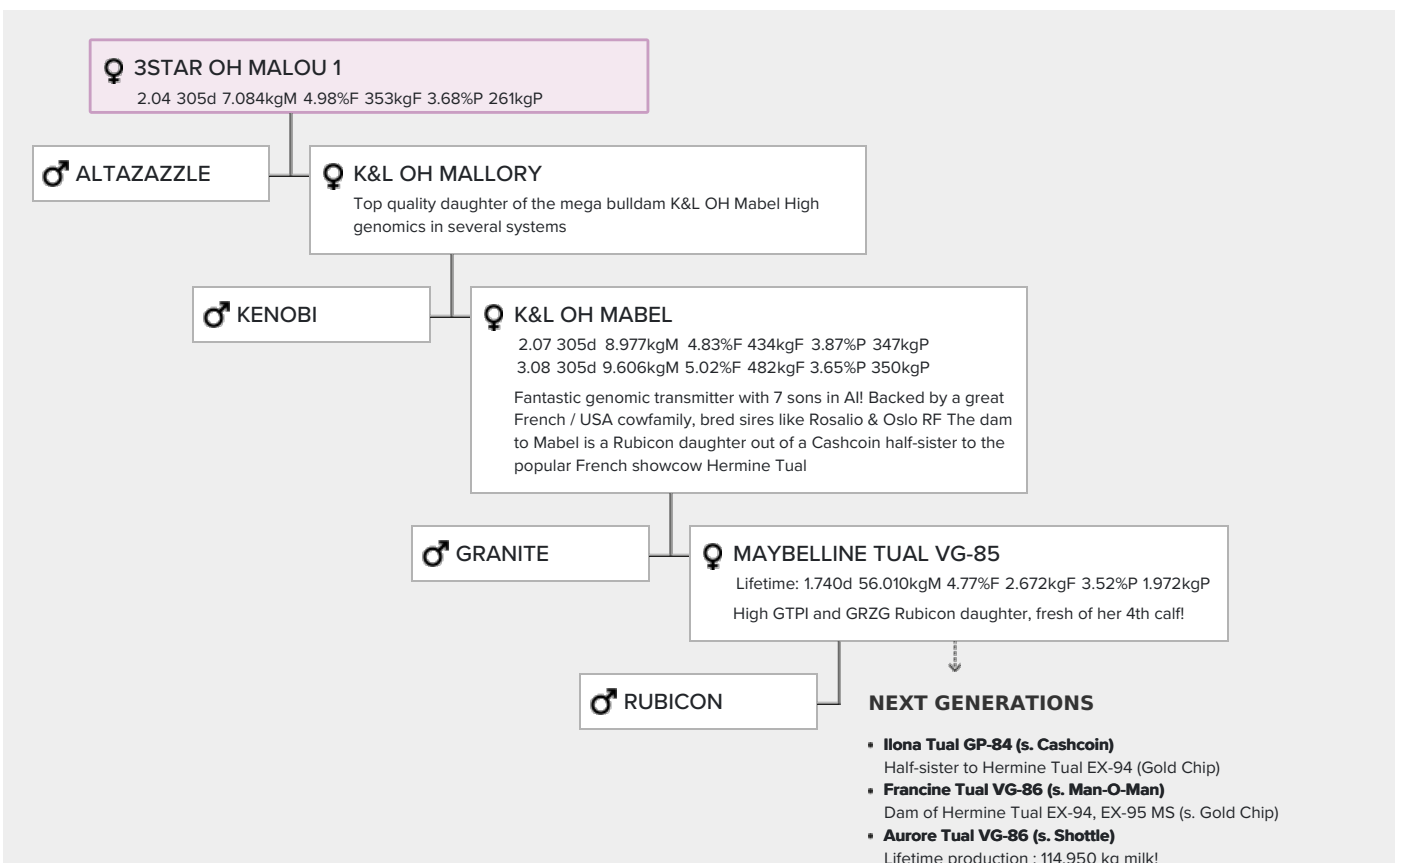 3STAR OH MALOU 1
2.04 305d 7.084kgM 4.98%F 353kgF 3.68%P 261kgP
ALTAZAZZLE
K&L OH MALLORY
Top quality daughter of the mega bulldam K&L OH Mabel High
genomics in several systems
KENOBI
K&L OH MABEL
2.07 305d 8.977kgM 4.83%F 434kgF 3.87%P 347kgP
3.08 305d 9.606kgM 5.02%F 482kgF 3.65%P 350kgP
Fantastic genomic transmitter with 7 sons in AI! Backed by a great
French / USA cowfamily, bred sires like Rosalio & Oslo RF The dam
to Mabel is a Rubicon daughter out of a Cashcoin half-sister to the
popular French showcow Hermine Tual
GRANITE
MAYBELLINE TUAL VG-85
Lifetime: 1.740d 56.010kgM 4.77%F 2.672kgF 3.52%P 1.972kgP
High GTPI and GRZG Rubicon daughter, fresh of her 4th calf!
RUBICON
NEXT GENERATIONS
• Ilona Tual GP-84 (s. Cashcoin)
Half-sister to Hermine Tual EX-94 (Gold Chip)
• Francine Tual VG-86 (s. Man-O-Man)
Dam of Hermine Tual EX-94, EX-95 MS (s. Gold Chip)
• Aurore Tual VG-86 (s. Shottle)
Lifetime production : 114.950 kg milk!